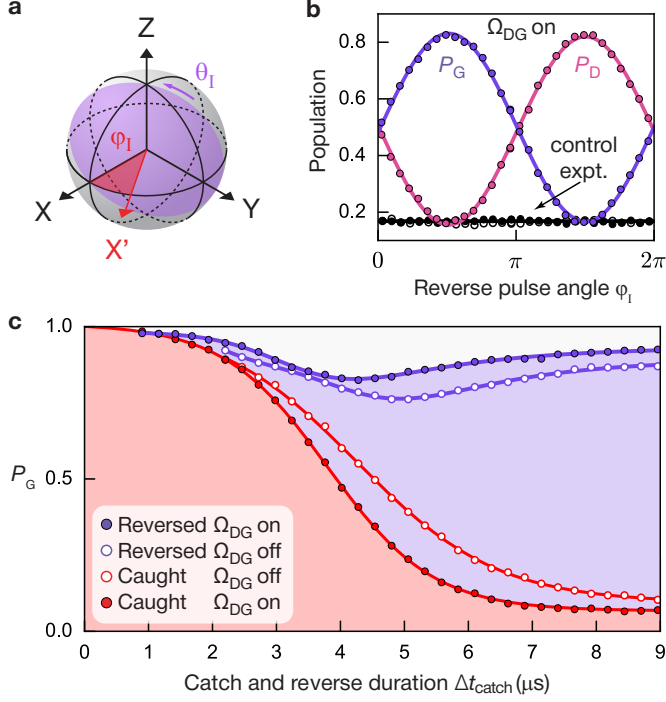 a
Z
θI
φI
X
Y
X'
b
Population
0.8
0.6
0.4
0.2
ΩDG on
PG
PD
control
expt.
0
π
2π
Reverse pulse angle φI
c
1.0
PG
0.5
0.0
Reversed ΩDG on
Reversed ΩDG off
Caught ΩDG off
Caught ΩDG on
0 1 2 3 4 5 6 7 8 9
Catch and reverse duration Δtcatch (μs)